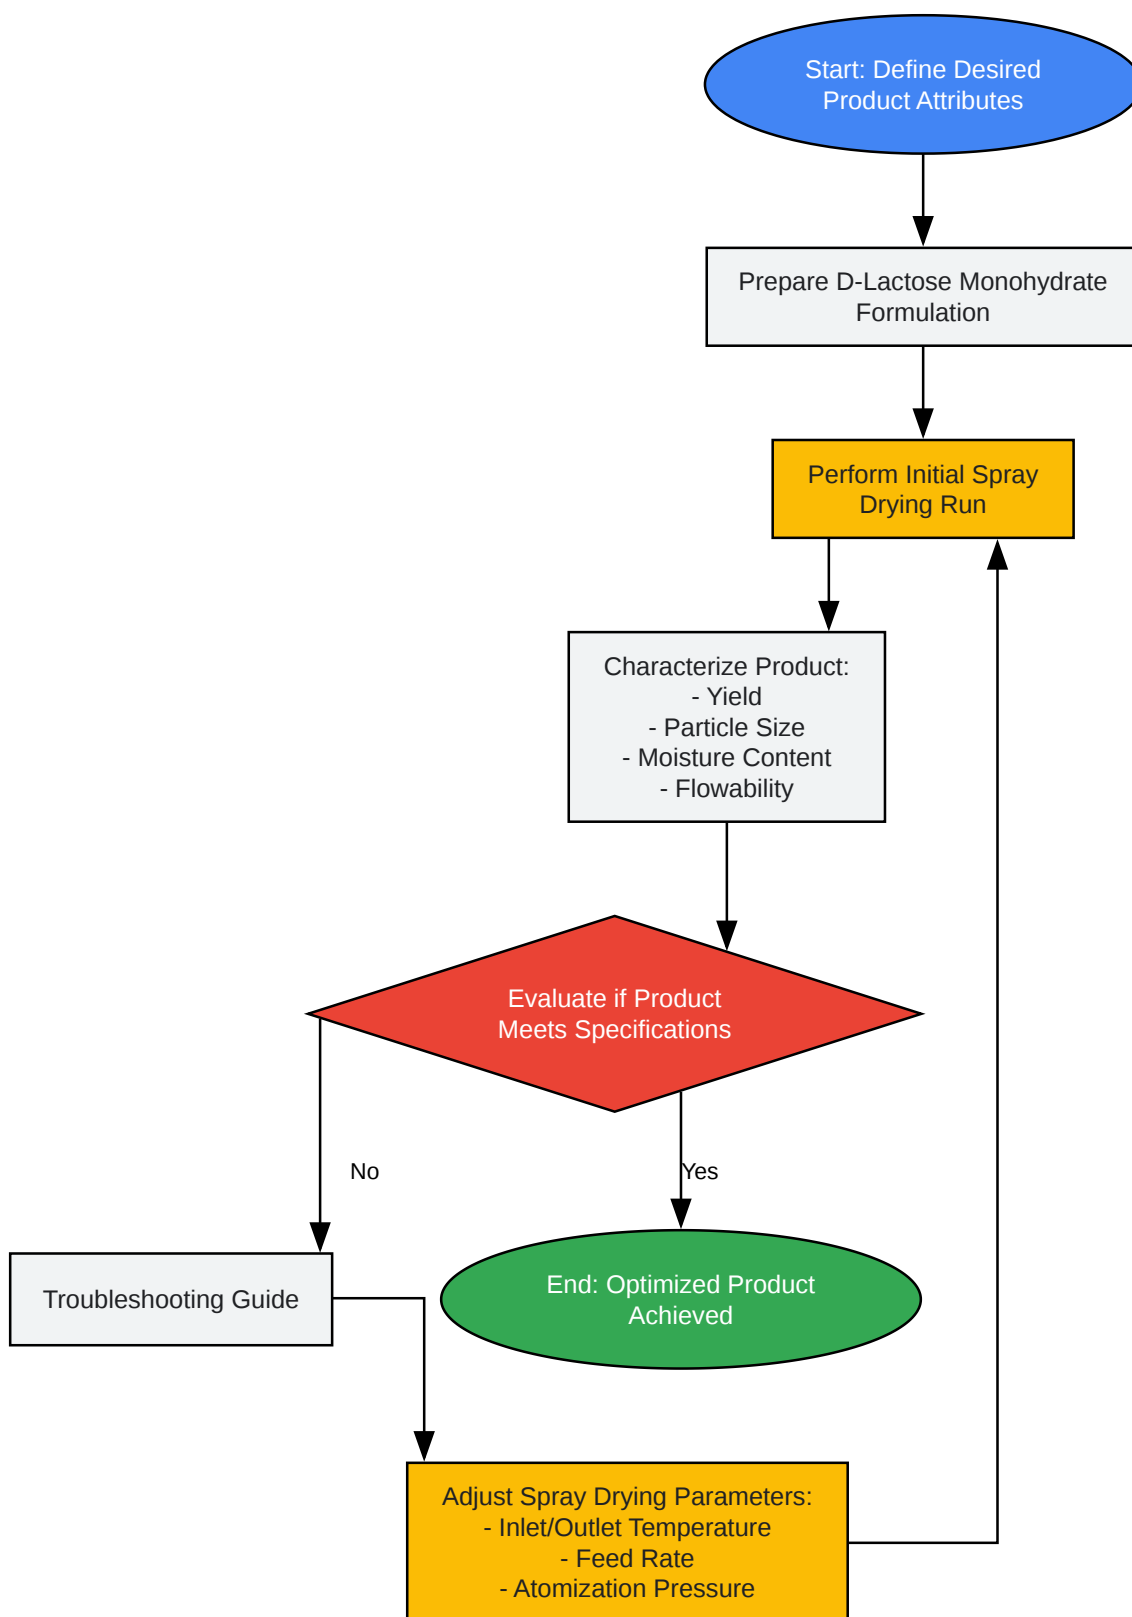 Start: Define Desired
Product Attributes
Prepare D-Lactose Monohydrate
Formulation
Perform Initial Spray
Drying Run
Characterize Product:
- Yield
- Particle Size
- Moisture Content
- Flowability
Evaluate if Product
Meets Specifications
No
Yes
Troubleshooting Guide
End: Optimized Product
Achieved
Adjust Spray Drying Parameters:
- Inlet/Outlet Temperature
- Feed Rate
- Atomization Pressure